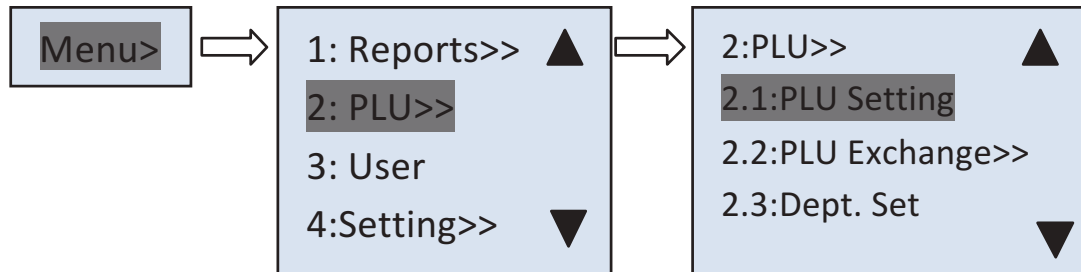 Menu>
1: Reports>>
2: PLU>>
3: User
4:Setting>>
2:PLU>>
2.1:PLU Setting
2.2:PLU Exchange>>
2.3:Dept. Set